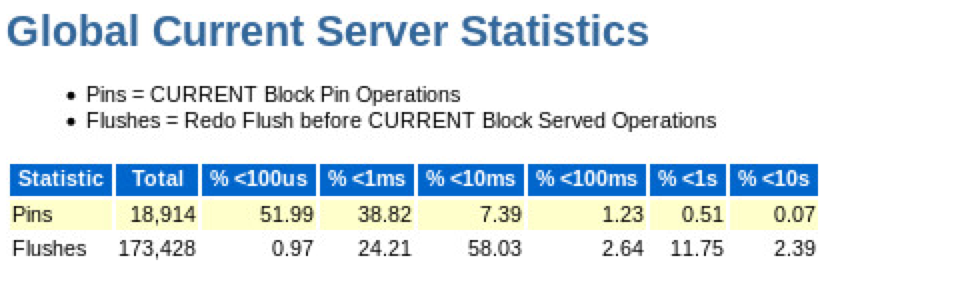 Global Current Server Statistics
• Pins = CURRENT Block Pin Operations
• Flushes = Redo Flush before CURRENT Block Served Operations
Statistic Total % <100us % <1ms % <10ms % <100ms % <1s % <10s
Pins 18,914 51.99 38.82 7.39 1.23 0.51 0.07
Flushes 173,428 0.97 24.21 58.03 2.64 11.75 2.39